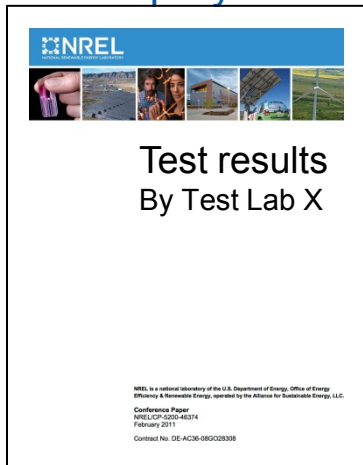 NREL
NATIONAL RENEWABLE ENERGY LABORATORY
Test results
By Test Lab X
NREL is a national laboratory of the U.S. Department of Energy, Office of Energy
Efficiency & Renewable Energy, operated by the Alliance for Sustainable Energy, LLC.
Conference Paper
NREL/CP-5200-46374
February 2011
Contract No. DE-AC36-08GO28308